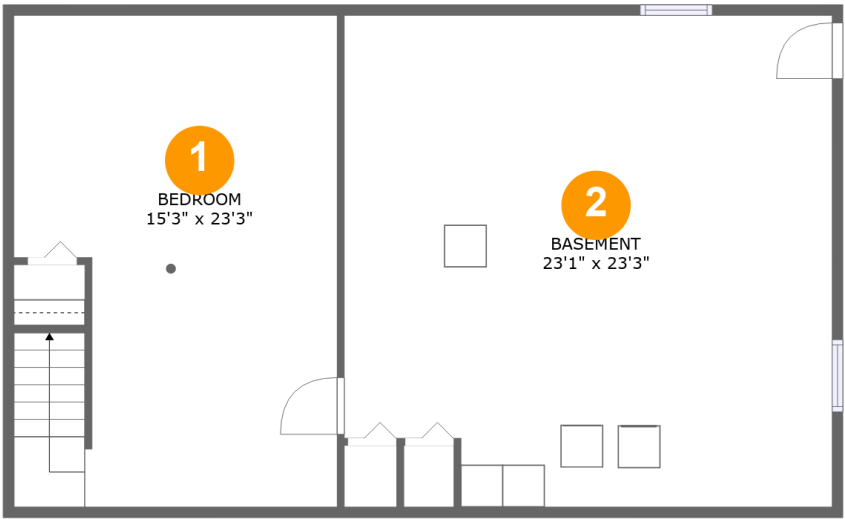 1
BEDROOM
15'3" x 23'3"
2
BASEMENT
23'1" x 23'3"